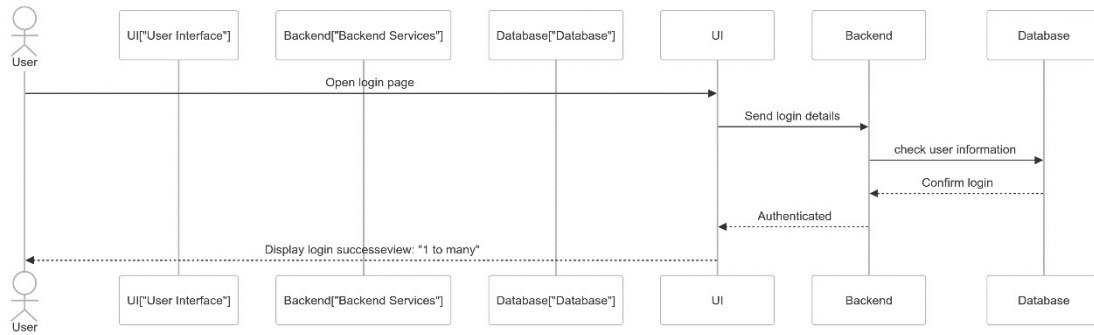 User
UI["User Interface"]
Backend["Backend Services"]
Database["Database"]
UI
Backend
Database
Open login page
Send login details
check user information
Confirm login
Authenticated
Display login successeview: "1 to many"
User
UI["User Interface"]
Backend["Backend Services"]
Database["Database"]
UI
Backend
Database